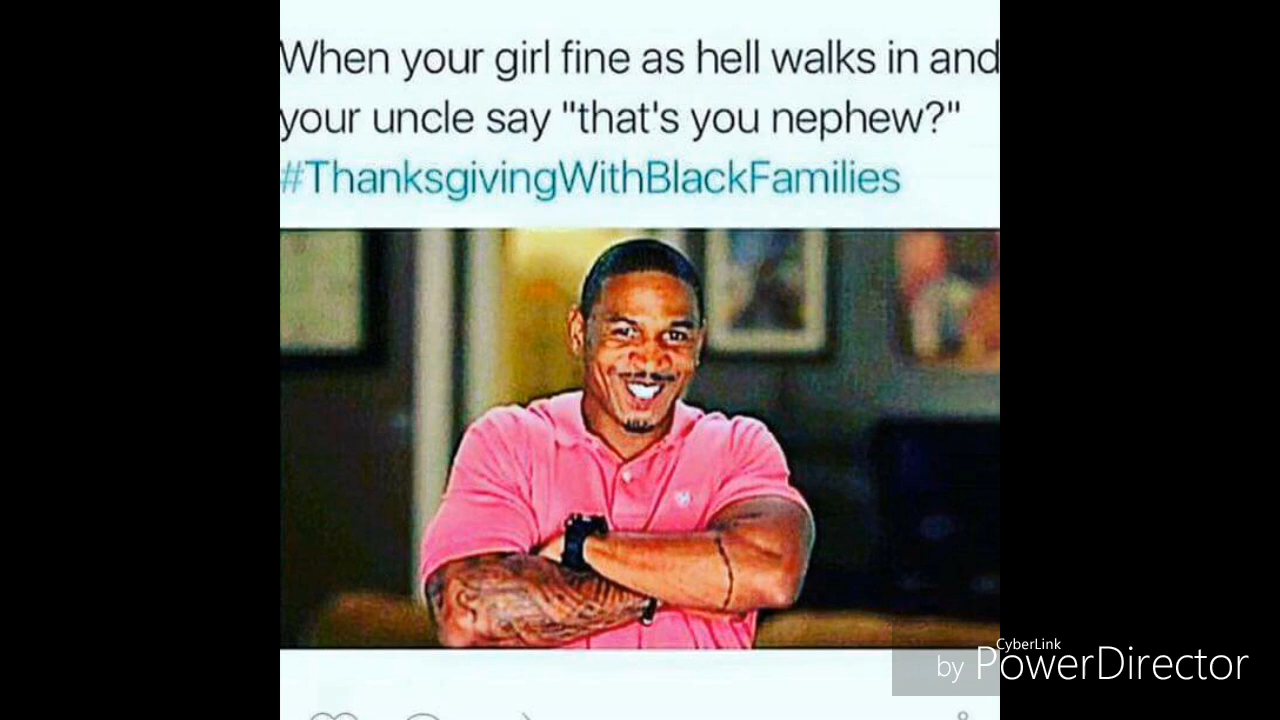 When your girl fine as hell walks in and
your uncle say "that's you nephew?"
#ThanksgivingWithBlackFamilies
CyberLink
by PowerDirector